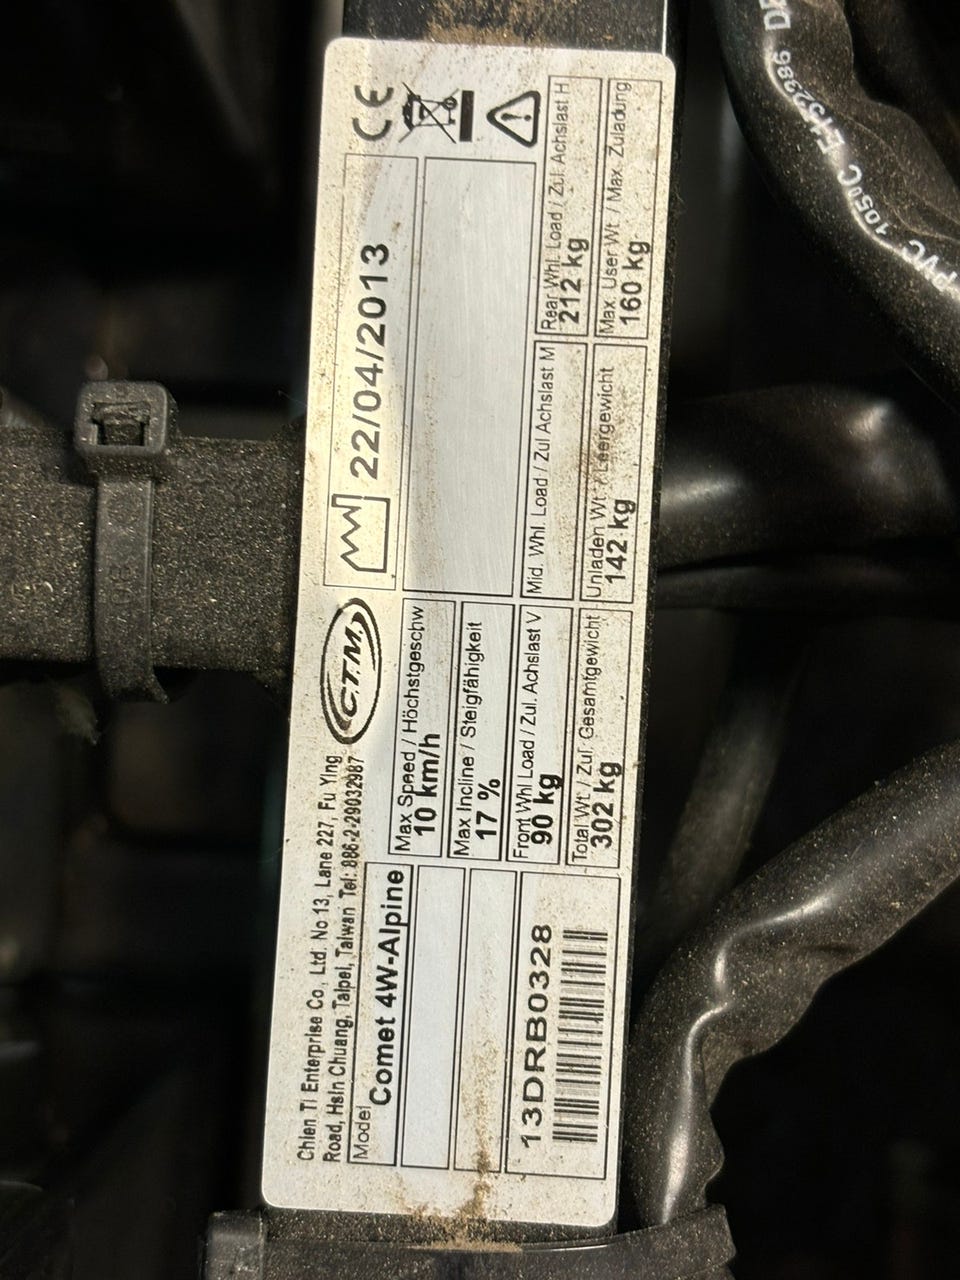 Chien Ti Enterprise Co., Ltd. No 13, Lane 227, Fu Ying
Road, Hsin Chuang, Taipei, Taiwan Tel: 886-2-29032987
C.T.M.
22/04/2013
CE
Model Comet 4W-Alpine
Max Speed / Höchstgeschw
10 km/h
Max Incline / Steigfähigkeit
17 %
13DRB0328
Front Whl Load / Zul. Achslast V
90 kg
Mid. Whl. Load / Zul Achslast M
Rear Whl. Load / Zul. Achslast H
212 kg
Total Wt. / Zul. Gesamtgewicht
302 kg
Unladen Wt. / Leergewicht
142 kg
Max. User Wt / Max. Zuladung
160 kg
PVC 105°C E152386